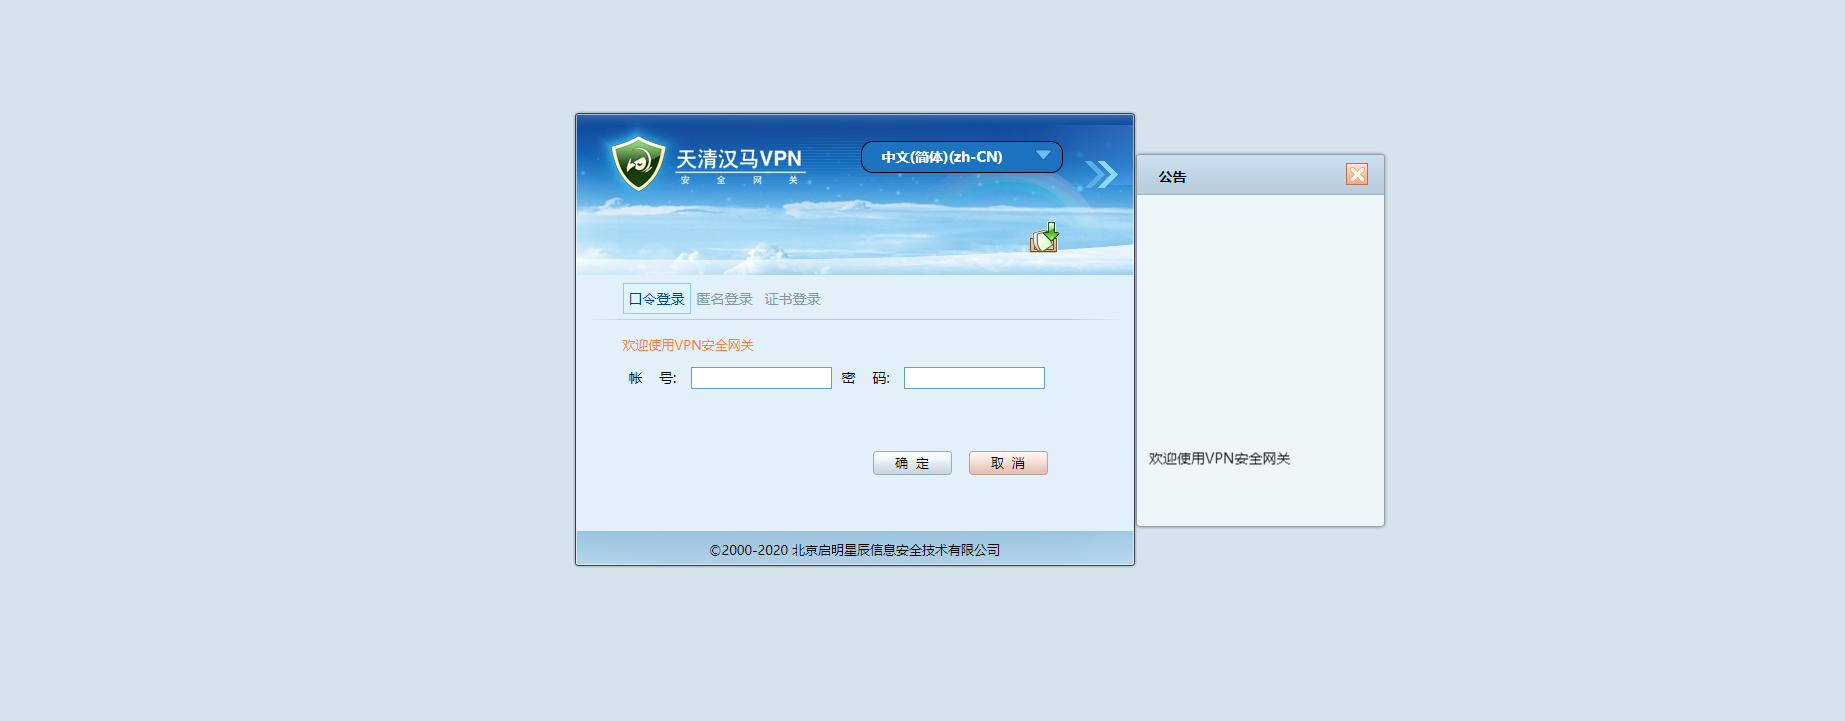 天清汉马VPN
安全网关
中文(简体)(zh-CN)
口令登录 匿名登录 证书登录
欢迎使用VPN安全网关
帐 号: 密 码:
确 定 取 消
©2000-2020 北京启明星辰信息安全技术有限公司
公告
欢迎使用VPN安全网关